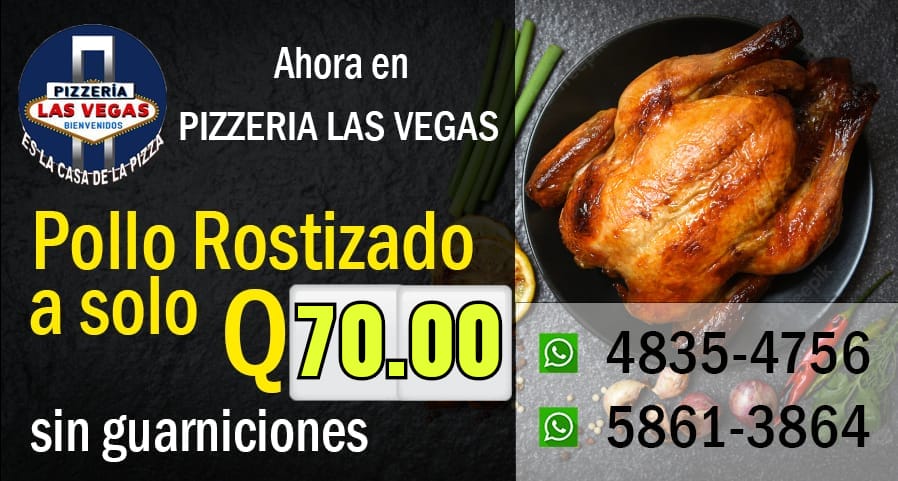 PIZZERÍA
LAS VEGAS
BIENVENIDOS
ES LA CASA DE LA PIZZA
Ahora en
PIZZERIA LAS VEGAS
Pollo Rostizado
a solo Q70.00
sin guarniciones
4835-4756
5861-3864